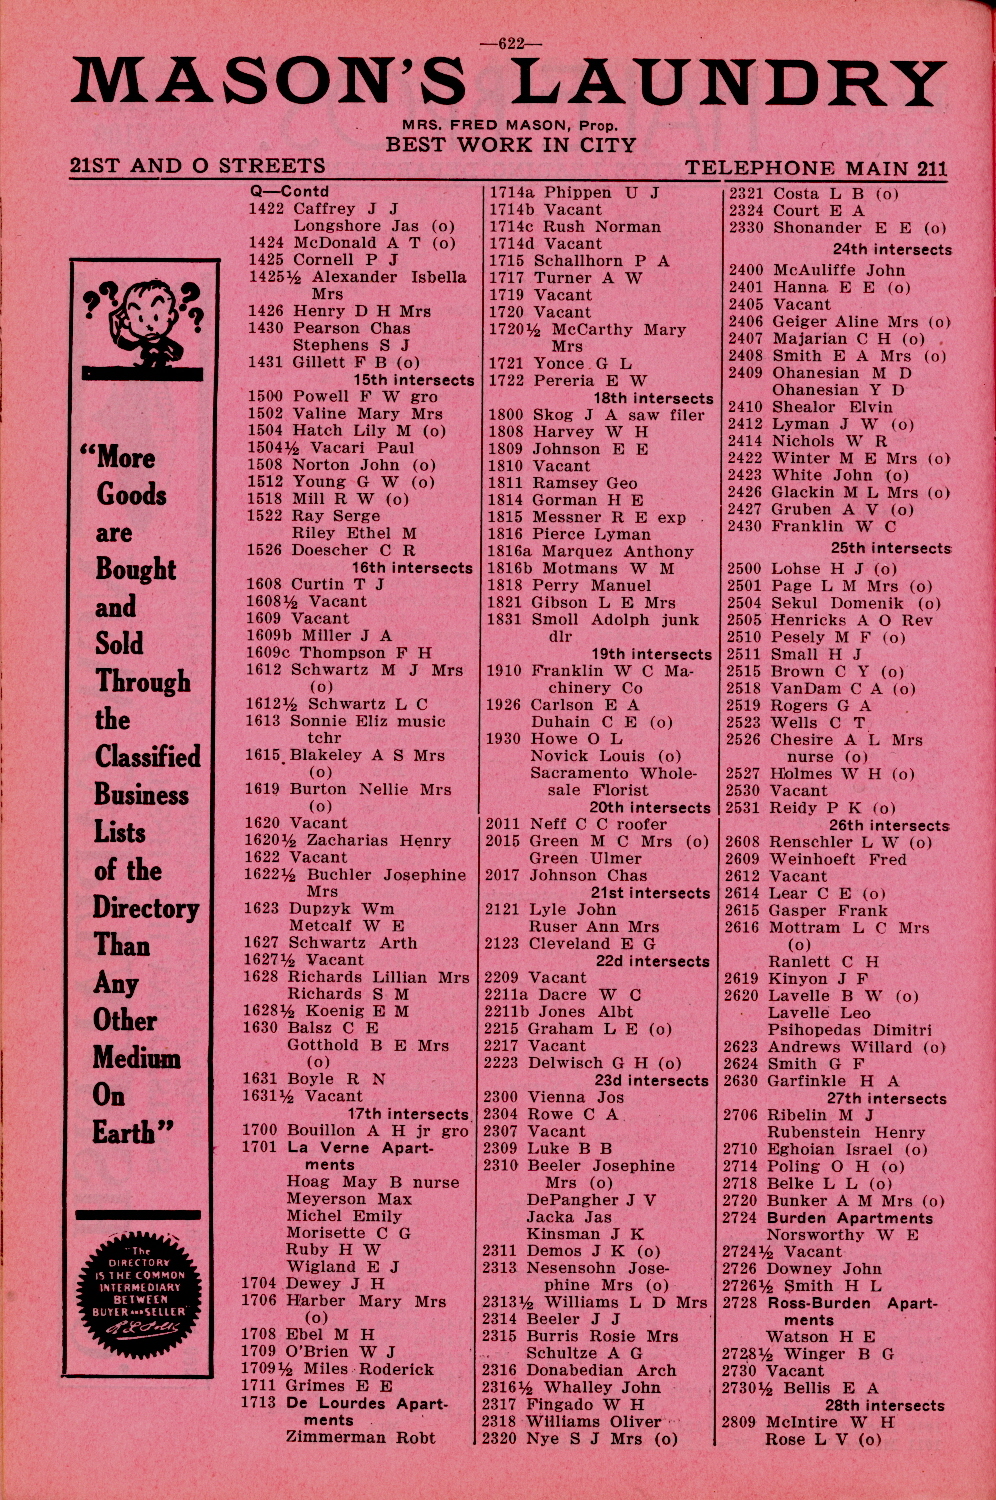 —622—
MASON'S LAUNDRY
MRS. FRED MASON, Prop.
BEST WORK IN CITY
21ST AND O STREETS
TELEPHONE MAIN 211
"More
Goods
are
Bought
and
Sold
Through
the
Classified
Business
Lists
of the
Directory
Than
Any
Other
Medium
On
Earth"
"The
DIRECTORY
IS THE COMMON
INTERMEDIARY
BETWEEN
BUYER AND SELLER"
R L Polk
Q—Contd
1422 Caffrey J J
Longshore Jas (o)
1424 McDonald A T (o)
1425 Cornell P J
1425½ Alexander Isbella
Mrs
1426 Henry D H Mrs
1430 Pearson Chas
Stephens S J
1431 Gillett F B (o)
15th intersects
1500 Powell F W gro
1502 Valine Mary Mrs
1504 Hatch Lily M (o)
1504½ Vacari Paul
1508 Norton John (o)
1512 Young G W (o)
1518 Mill R W (o)
1522 Ray Serge
Riley Ethel M
1526 Doescher C R
16th intersects
1608 Curtin T J
1608½ Vacant
1609 Vacant
1609b Miller J A
1609c Thompson F H
1612 Schwartz M J Mrs
(o)
1612½ Schwartz L C
1613 Sonnie Eliz music
tchr
1615 Blakeley A S Mrs
(o)
1619 Burton Nellie Mrs
(o)
1620 Vacant
1620½ Zacharias Henry
1622 Vacant
1622½ Buchler Josephine
Mrs
1623 Dupzyk Wm
Metcalf W E
1627 Schwartz Arth
1627½ Vacant
1628 Richards Lillian Mrs
Richards S M
1628½ Koenig E M
1630 Balsz C E
Gotthold B E Mrs
(o)
1631 Boyle R N
1631½ Vacant
17th intersects
1700 Bouillon A H jr gro
1701 La Verne Apart-
ments
Hoag May B nurse
Meyerson Max
Michel Emily
Morisette C G
Ruby H W
Wigland E J
1704 Dewey J H
1706 Harber Mary Mrs
(o)
1708 Ebel M H
1709 O'Brien W J
1709½ Miles Roderick
1711 Grimes E E
1713 De Lourdes Apart-
ments
Zimmerman Robt
1714a Phippen U J
1714b Vacant
1714c Rush Norman
1714d Vacant
1715 Schallhorn P A
1717 Turner A W
1719 Vacant
1720 Vacant
1720½ McCarthy Mary
Mrs
1721 Yonce G L
1722 Pereria E W
18th intersects
1800 Skog J A saw filer
1808 Harvey W H
1809 Johnson E E
1810 Vacant
1811 Ramsey Geo
1814 Gorman H E
1815 Messner R E exp
1816 Pierce Lyman
1816a Marquez Anthony
1816b Motmans W M
1818 Perry Manuel
1821 Gibson L E Mrs
1831 Smoll Adolph junk
dlr
19th intersects
1910 Franklin W C Ma-
chinery Co
1926 Carlson E A
Duhain C E (o)
1930 Howe O L
Novick Louis (o)
Sacramento Whole-
sale Florist
20th intersects
2011 Neff C C roofer
2015 Green M C Mrs (o)
Green Ulmer
2017 Johnson Chas
21st intersects
2121 Lyle John
Ruser Ann Mrs
2123 Cleveland E G
22d intersects
2209 Vacant
2211a Dacre W C
2211b Jones Albt
2215 Graham L E (o)
2217 Vacant
2223 Delwisch G H (o)
23d intersects
2300 Vienna Jos
2304 Rowe C A
2307 Vacant
2309 Luke B B
2310 Beeler Josephine
Mrs (o)
DePangher J V
Jacka Jas
Kinsman J K
2311 Demos J K (o)
2313 Nesensohn Jose-
phine Mrs (o)
2313½ Williams L D Mrs
2314 Beeler J J
2315 Burris Rosie Mrs
Schultze A G
2316 Donabedian Arch
2316½ Whalley John
2317 Fingado W H
2318 Williams Oliver
2320 Nye S J Mrs (o)
2321 Costa L B (o)
2324 Court E A
2330 Shonander E E (o)
24th intersects
2400 McAuliffe John
2401 Hanna E E (o)
2405 Vacant
2406 Geiger Aline Mrs (o)
2407 Majarian C H (o)
2408 Smith E A Mrs (o)
2409 Ohanesian M D
Ohanesian Y D
2410 Shealor Elvin
2412 Lyman J W (o)
2414 Nichols W R
2422 Winter M E Mrs (o)
2423 White John (o)
2426 Glackin M L Mrs (o)
2427 Gruben A V (o)
2430 Franklin W C
25th intersects
2500 Lohse H J (o)
2501 Page L M Mrs (o)
2504 Sekul Domenik (o)
2505 Henricks A O Rev
2510 Pesely M F (o)
2511 Small H J
2515 Brown C Y (o)
2518 VanDam C A (o)
2519 Rogers G A
2523 Wells C T
2526 Chesire A L Mrs
nurse (o)
2527 Holmes W H (o)
2530 Vacant
2531 Reidy P K (o)
26th intersects
2608 Renschler L W (o)
2609 Weinhoeft Fred
2612 Vacant
2614 Lear C E (o)
2615 Gasper Frank
2616 Mottram L C Mrs
(o)
Ranlett C H
2619 Kinyon J F
2620 Lavelle B W (o)
Lavelle Leo
Psihopedas Dimitri
2623 Andrews Willard (o)
2624 Smith G F
2630 Garfinkle H A
27th intersects
2706 Ribelin M J
Rubenstein Henry
2710 Eghoian Israel (o)
2714 Poling O H (o)
2718 Belke L L (o)
2720 Bunker A M Mrs (o)
2724 Burden Apartments
Norsworthy W E
2724½ Vacant
2726 Downey John
2726½ Smith H L
2728 Ross-Burden Apart-
ments
Watson H E
2728½ Winger B G
2730 Vacant
2730½ Bellis E A
28th intersects
2809 McIntire W H
Rose L V (o)